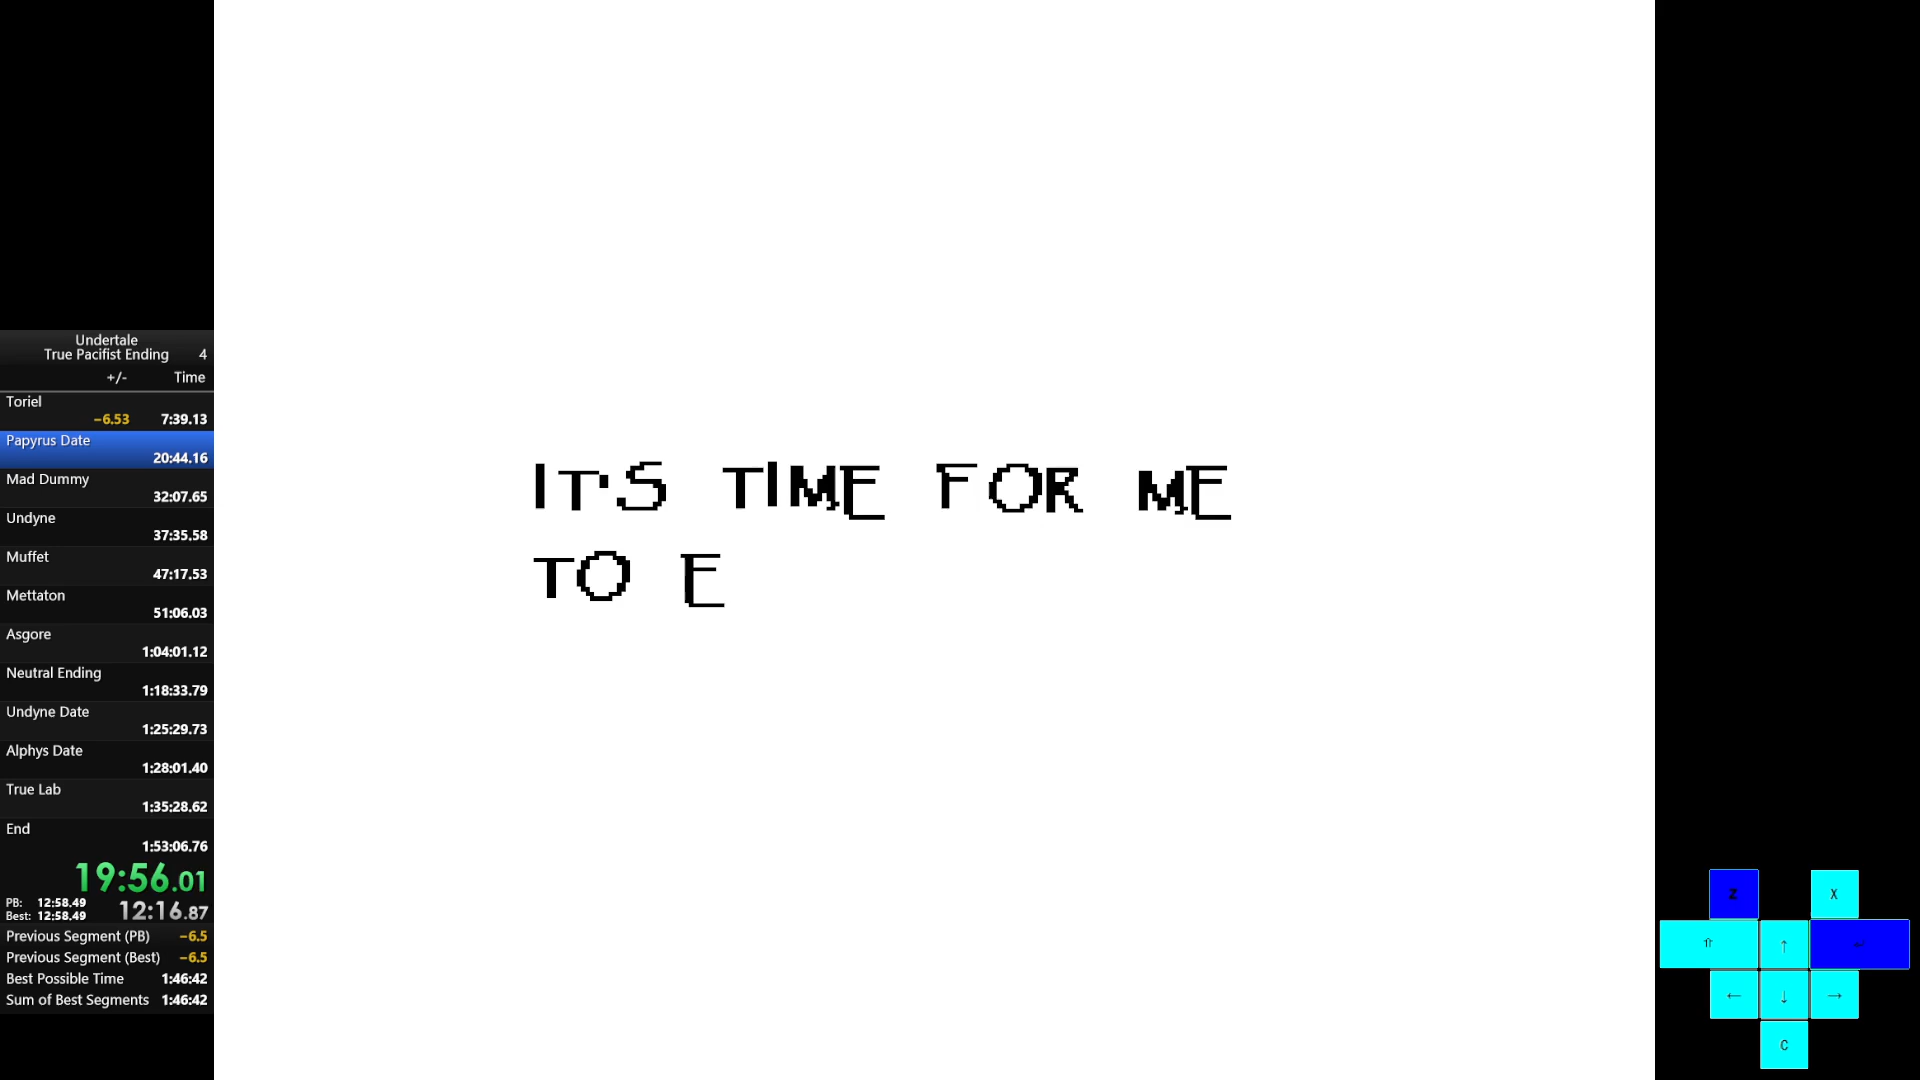 IT'S TIME FOR ME
TO E
Undertale
True Pacifist Ending 4
+/- Time
Toriel
−6.53 7:39.13
Papyrus Date
20:44.16
Mad Dummy
32:07.65
Undyne
37:35.58
Muffet
47:17.53
Mettaton
51:06.03
Asgore
1:04:01.12
Neutral Ending
1:18:33.79
Undyne Date
1:25:29.73
Alphys Date
1:28:01.40
True Lab
1:35:28.62
End
1:53:06.76
19:56.01
PB: 12:58.49
Best: 12:58.49
12:16.87
Previous Segment (PB) −6.5
Previous Segment (Best) −6.5
Best Possible Time 1:46:42
Sum of Best Segments 1:46:42
Z X
⇧ ↑ ↵
← ↓ →
C